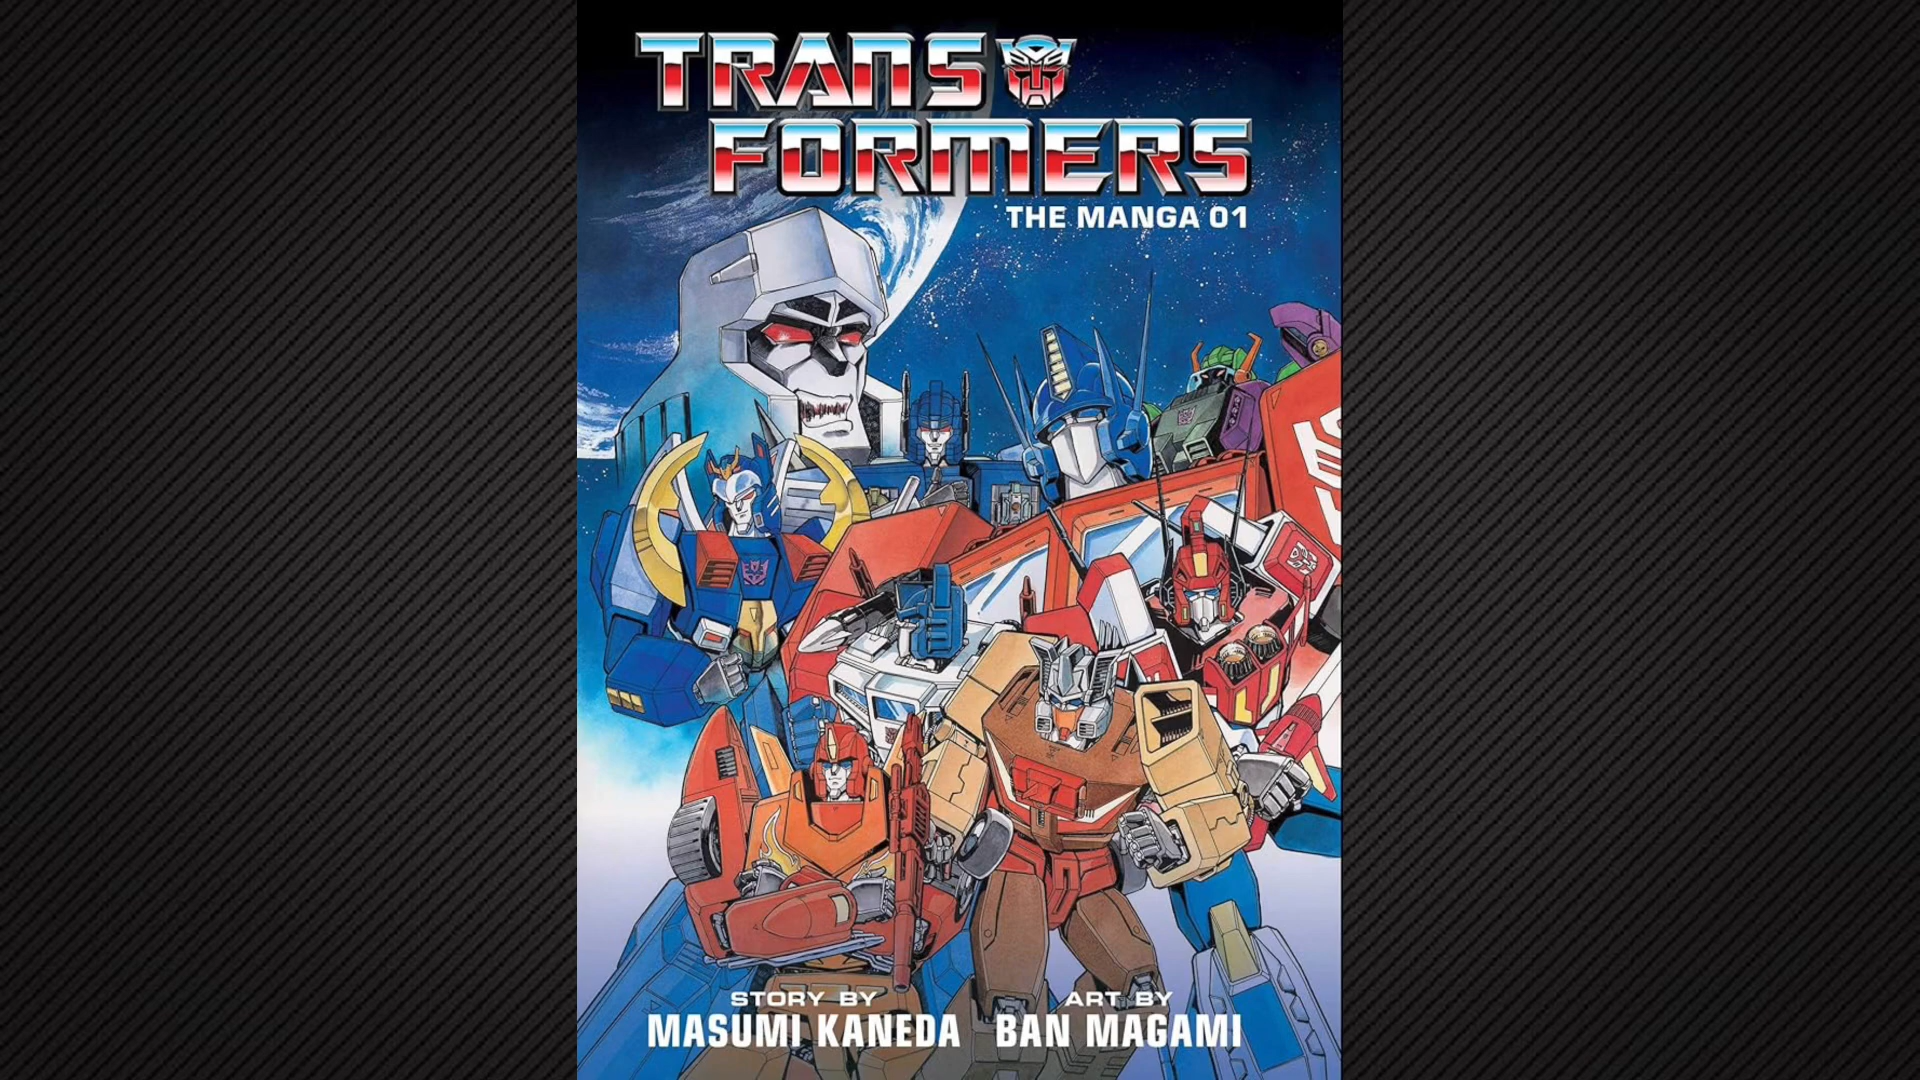 TRANS
FORMERS
THE MANGA 01
STORY BY
MASUMI KANEDA
ART BY
BAN MAGAMI